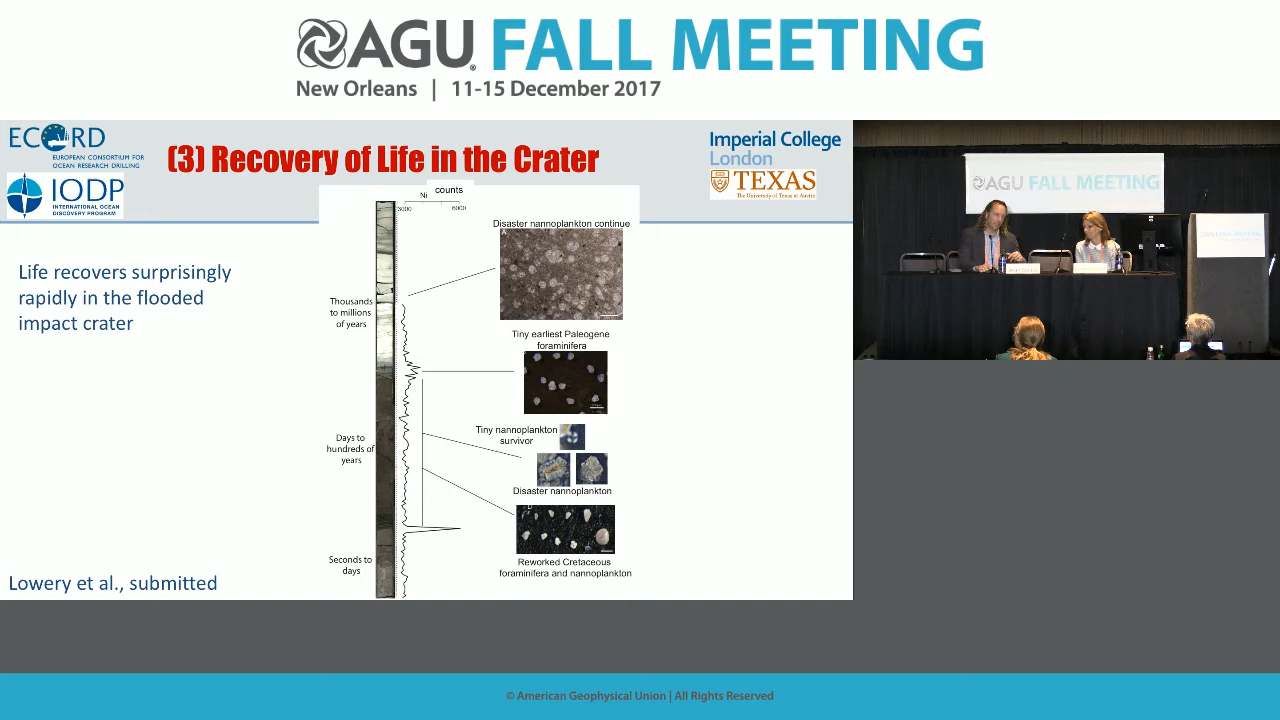 AGU FALL MEETING
New Orleans | 11-15 December 2017
ECORD
EUROPEAN CONSORTIUM FOR
OCEAN RESEARCH DRILLING
IODP
INTERNATIONAL OCEAN
DISCOVERY PROGRAM
(3) Recovery of Life in the Crater
Imperial College
London
TEXAS
The University of Texas at Austin
Life recovers surprisingly
rapidly in the flooded
impact crater
counts
Ni
3000
6000
Disaster nannoplankton continue
Thousands
to millions
of years
Tiny earliest Paleogene
foraminifera
Tiny nannoplankton
survivor
Days to
hundreds of
years
Disaster nannoplankton
Seconds to
days
Reworked Cretaceous
foraminifera and nannoplankton
Lowery et al., submitted
AGU FALL MEETING
© American Geophysical Union | All Rights Reserved